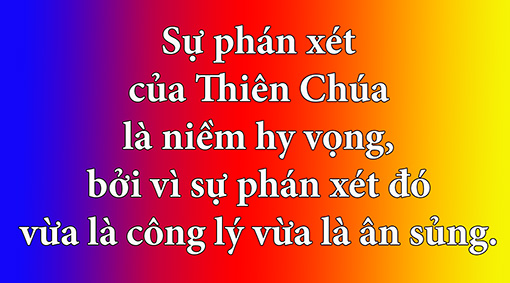 Sự phán xét
của Thiên Chúa
là niềm hy vọng,
bởi vì sự phán xét đó
vừa là công lý vừa là ân sủng.